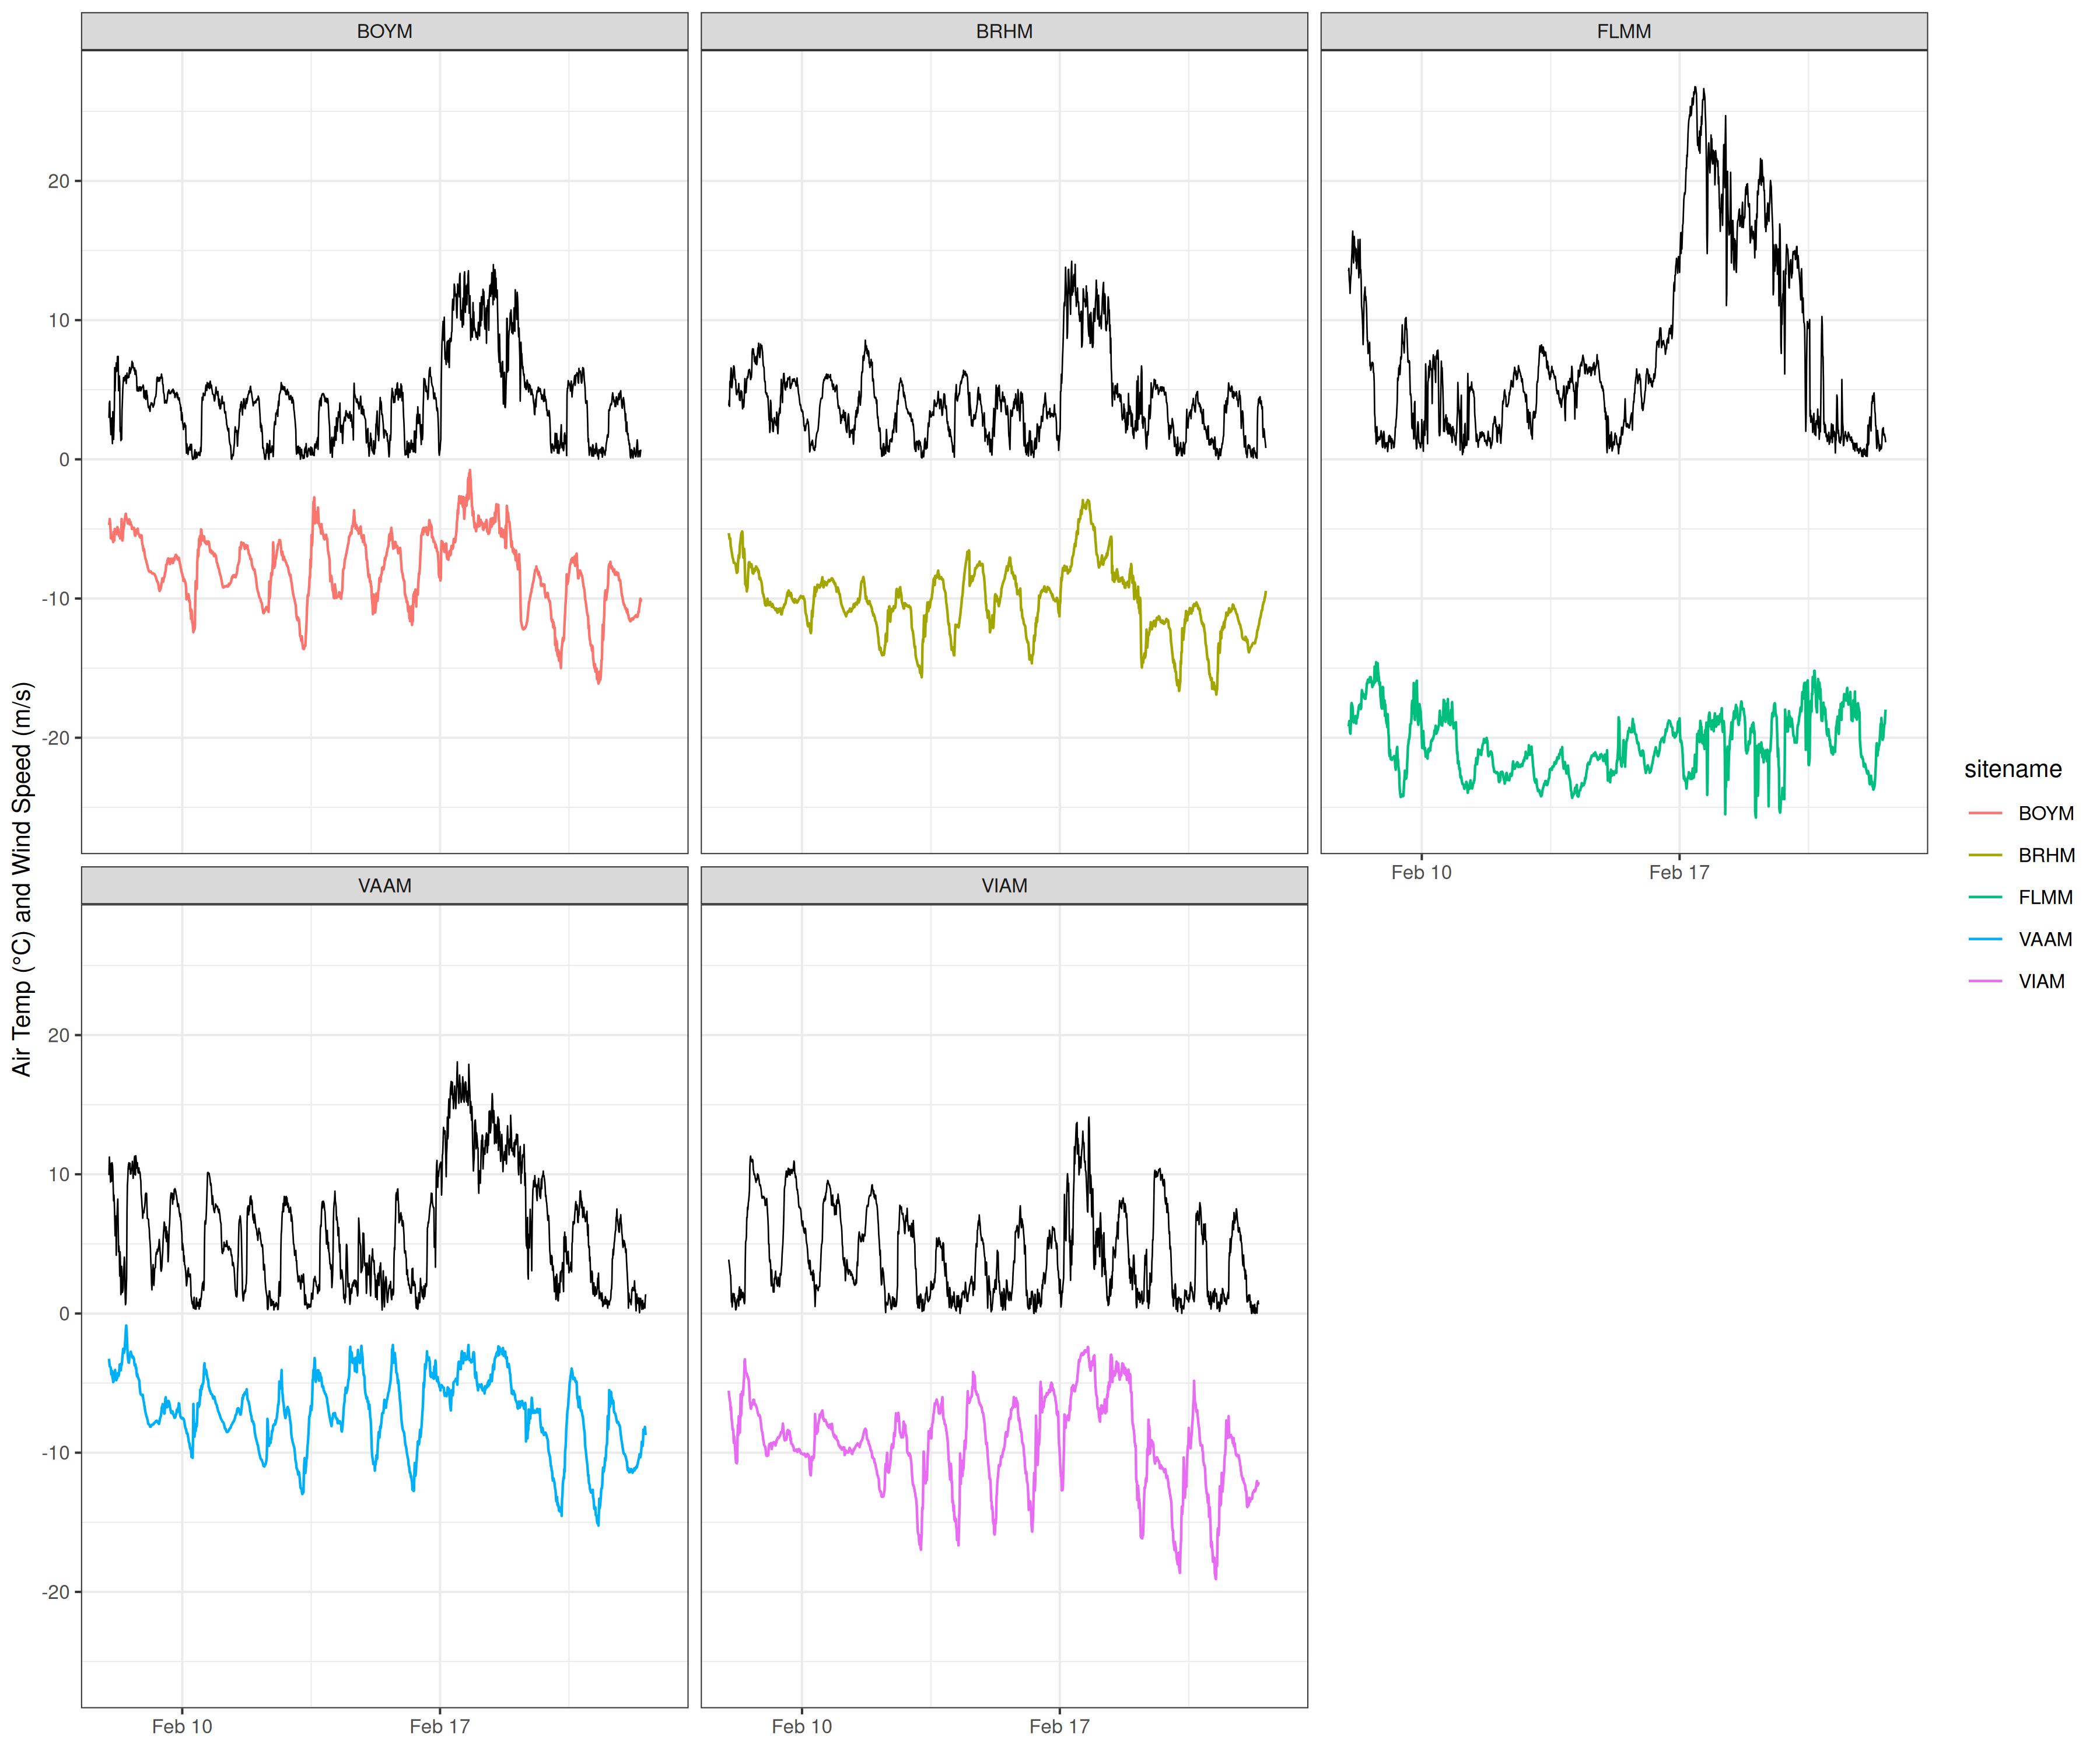 BOYM
BRHM
FLMM
20
10
0
-10
-20
Feb 10
Feb 17
VAAM
VIAM
20
10
0
-10
-20
Feb 10
Feb 17
Feb 10
Feb 17
Air Temp (°C) and Wind Speed (m/s)
sitename
BOYM
BRHM
FLMM
VAAM
VIAM